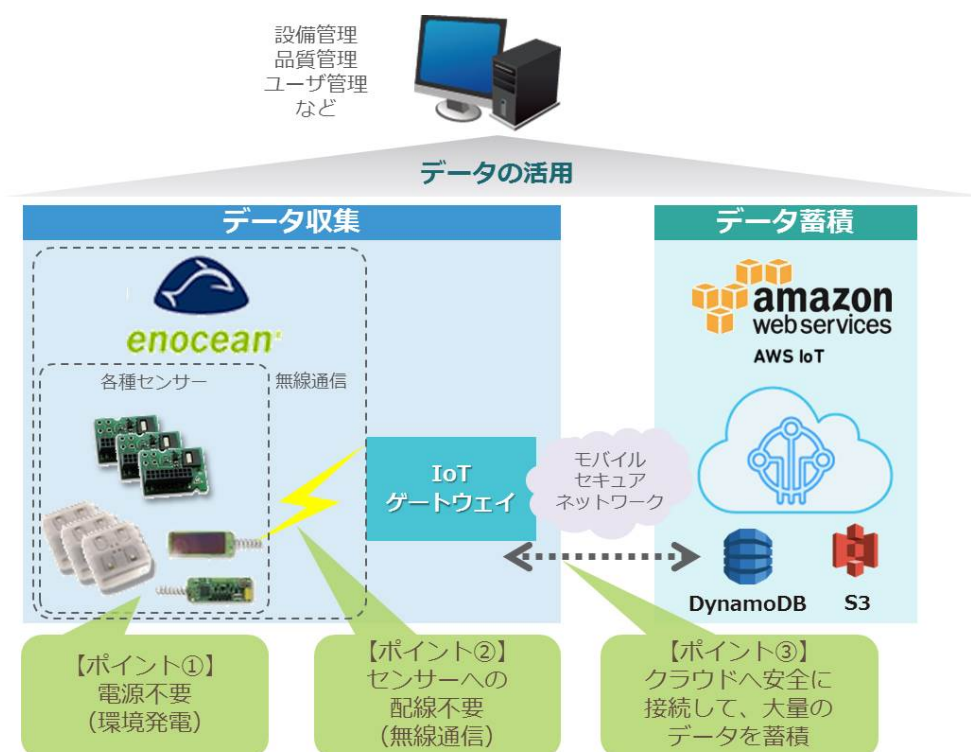 設備管理
品質管理
ユーザ管理
など
データの活用
データ収集
データ蓄積
enocean
各種センサー
無線通信
IoT
ゲートウェイ
モバイル
セキュア
ネットワーク
amazon
web services
AWS IoT
DynamoDB
S3
【ポイント①】
電源不要
(環境発電)
【ポイント②】
センサーへの
配線不要
(無線通信)
【ポイント③】
クラウドへ安全に
接続して、大量の
データを蓄積